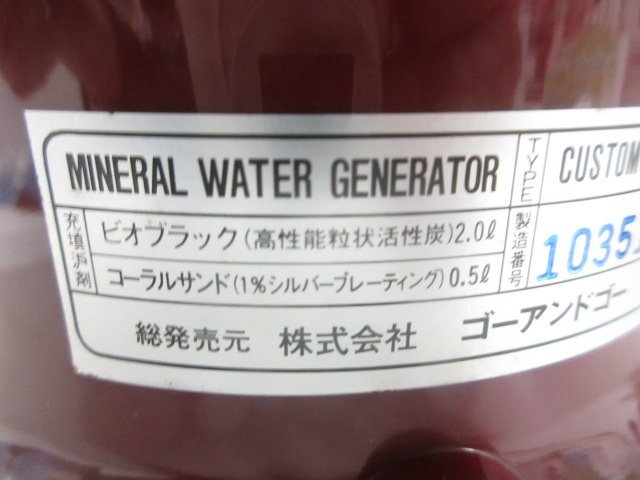 MINERAL WATER GENERATOR
TYPE
CUSTOM
充填済剤
ビオブラック(高性能粒状活性炭)2.0ℓ
コーラルサンド(1%シルバープレーティング)0.5ℓ
製造番号
1035
総発売元 株式会社 ゴーアンドゴー